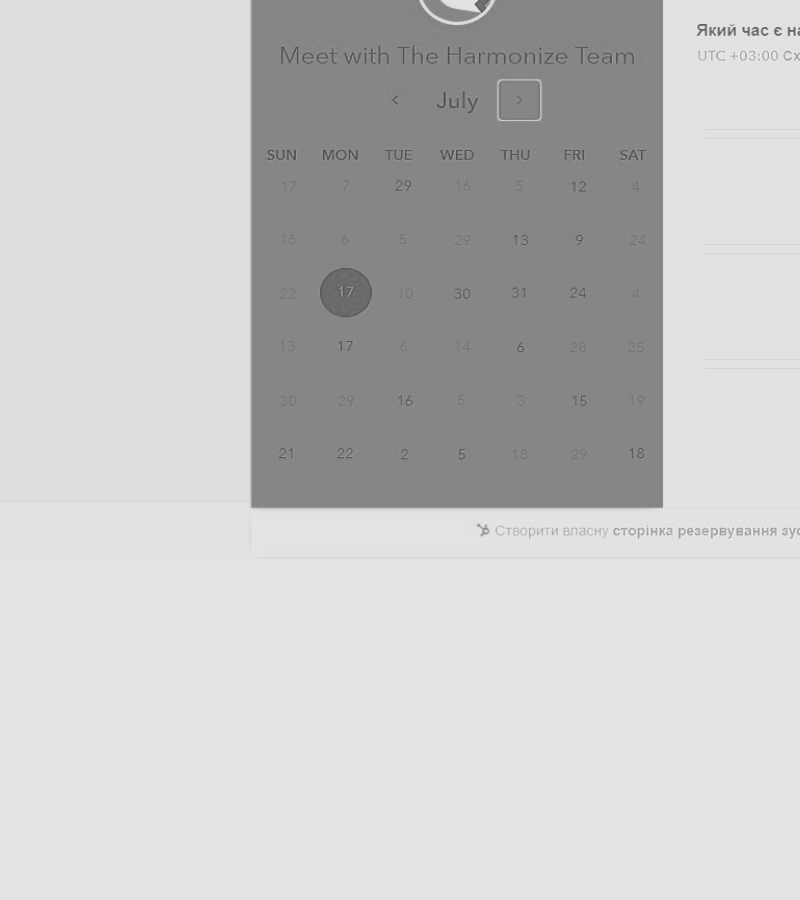 Meet with The Harmonize Team
July
SUN MON TUE WED THU FRI SAT
17 7 29 16 5 12 4
16 6 5 29 13 9 24
22 17 10 30 31 24 4
13 17 6 14 6 28 25
30 29 16 5 3 15 19
21 22 2 5 18 29 18
Який час є
UTC +03:00
Створити власну сторінка резервування